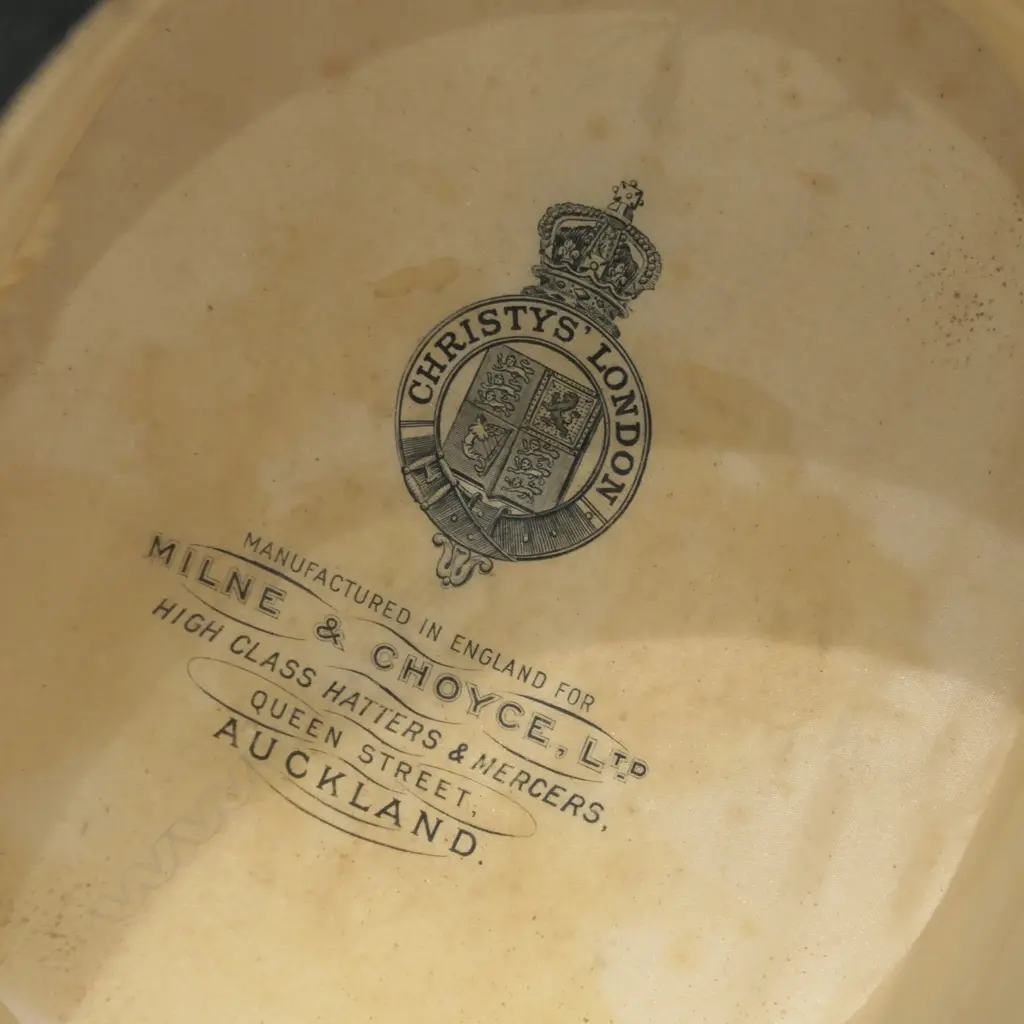 CHRISTYS' LONDON
MANUFACTURED IN ENGLAND FOR
MILNE & CHOYCE, LTD
HIGH CLASS HATTERS & MERCERS,
QUEEN STREET,
AUCKLAND.